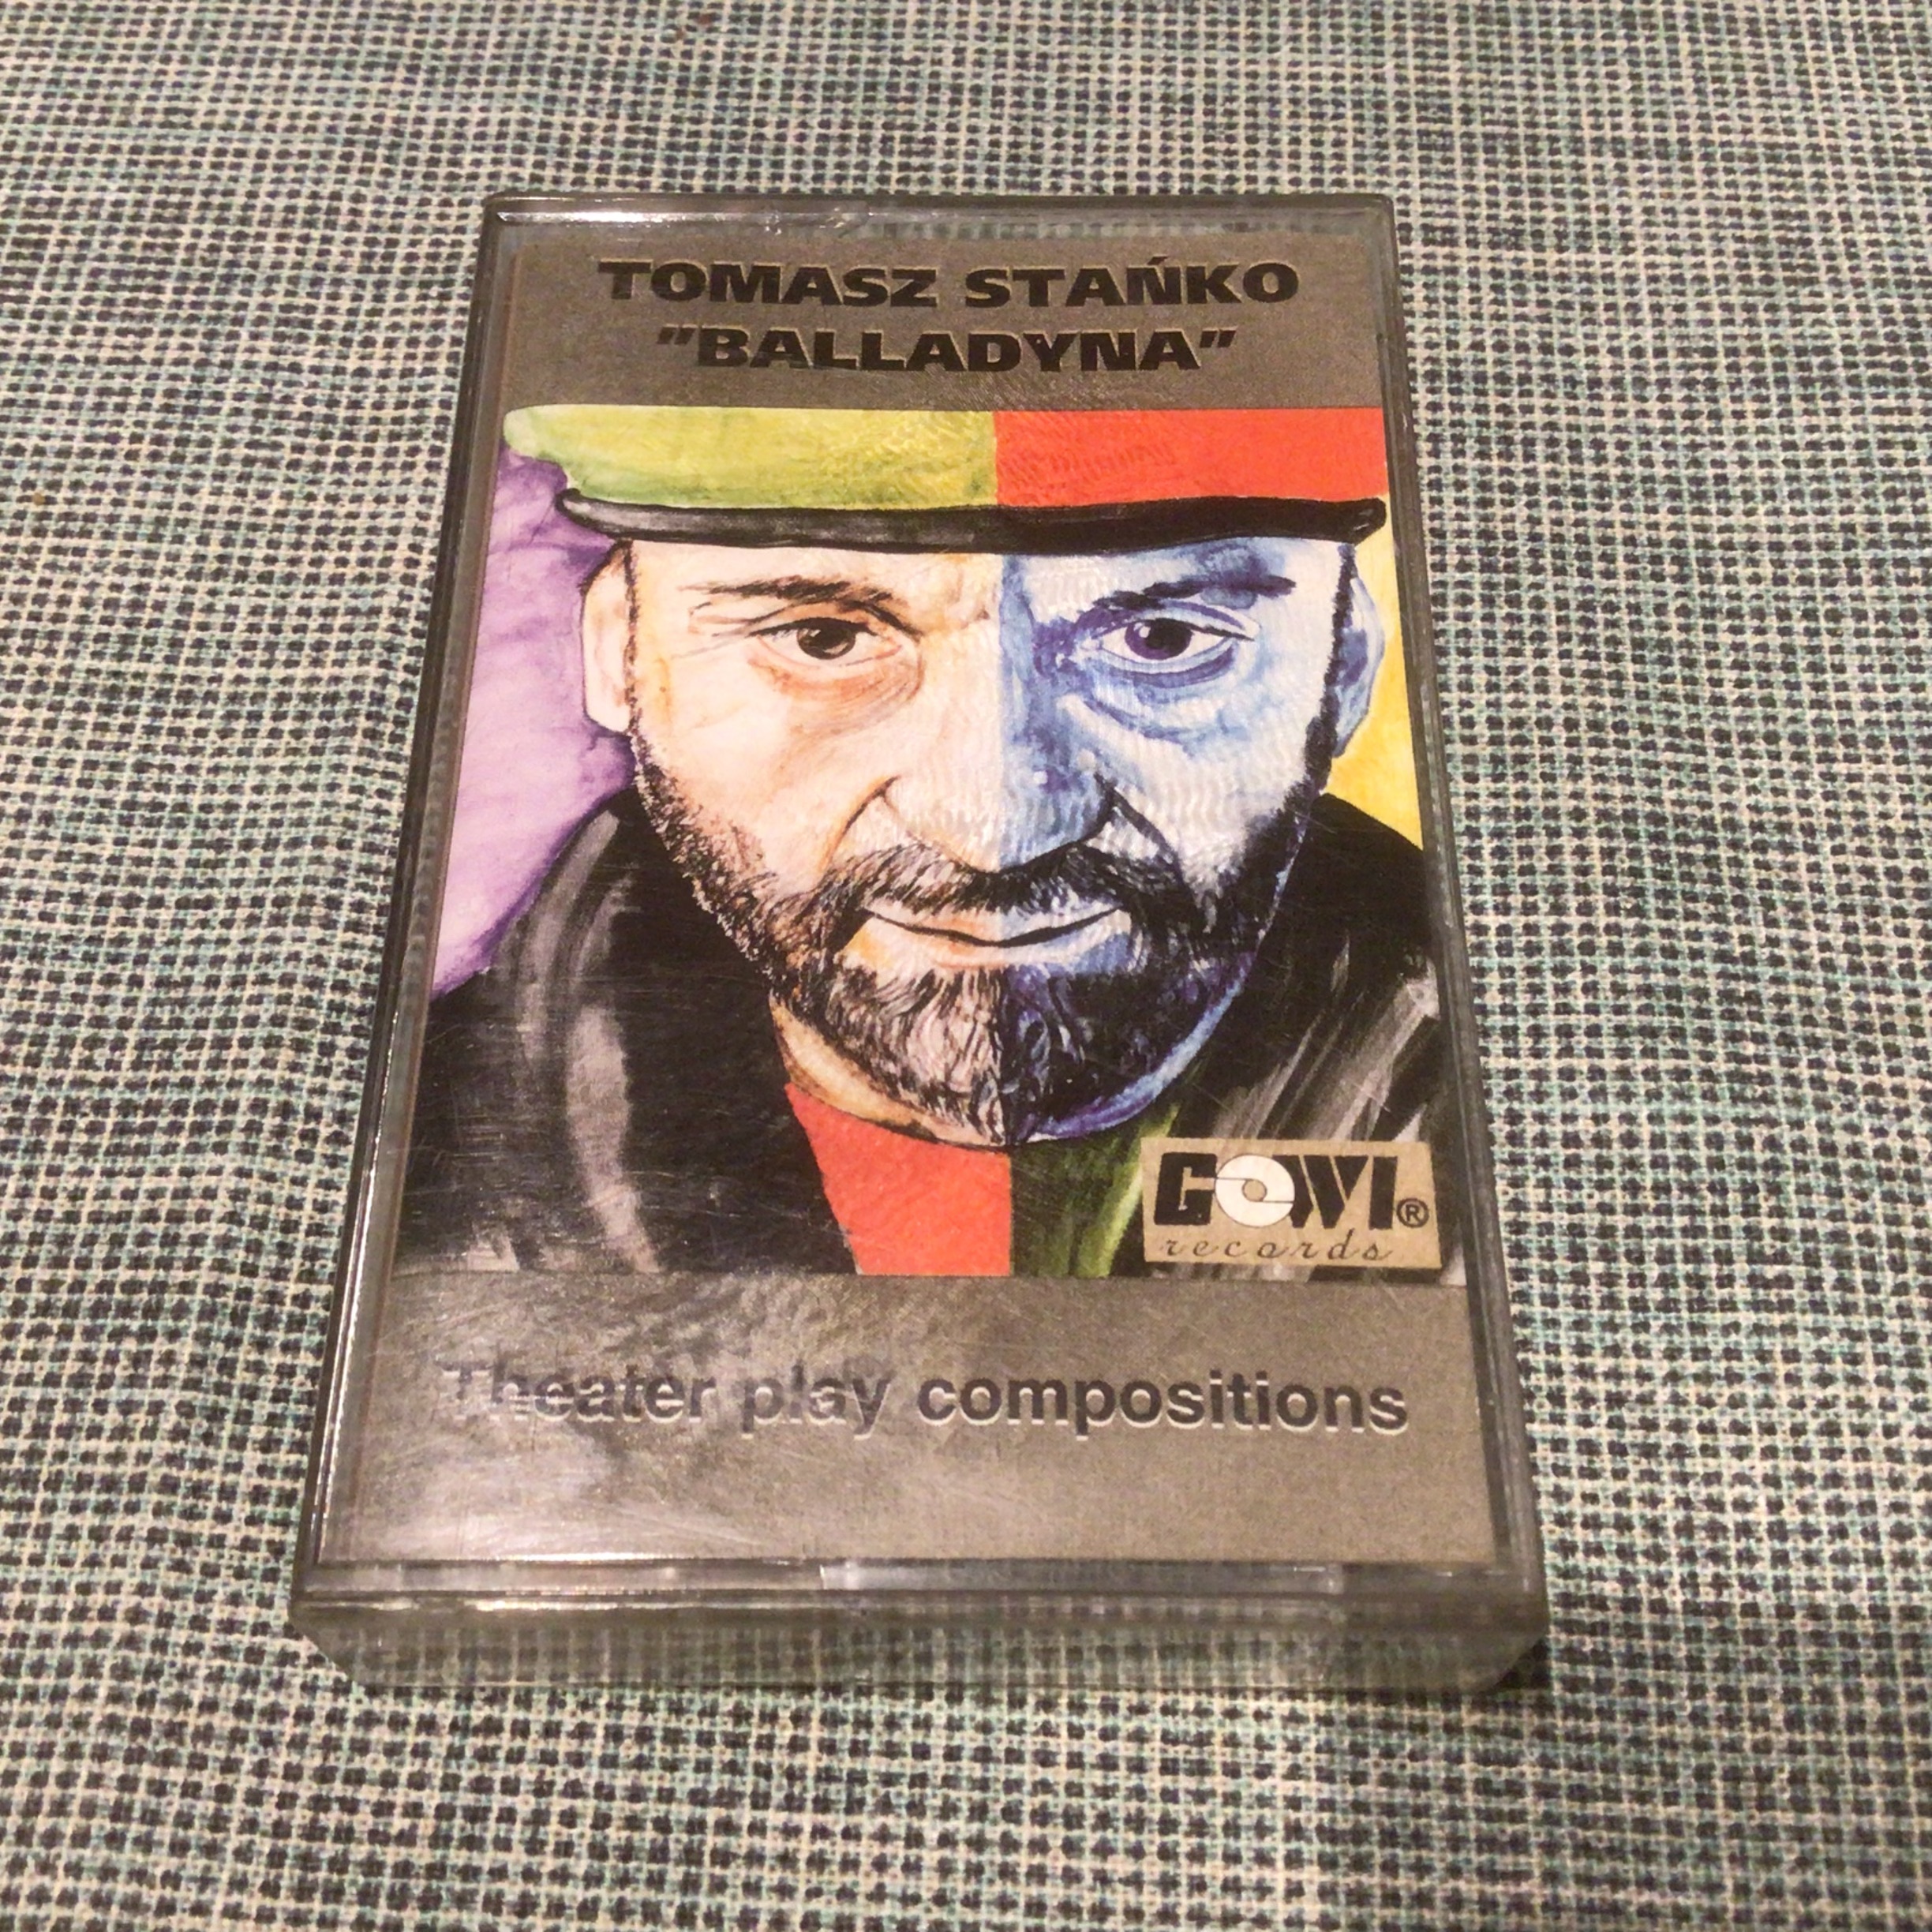 TOMASZ STAŃKO
"BALLADYNA"
GOWI®
records
Theater play compositions